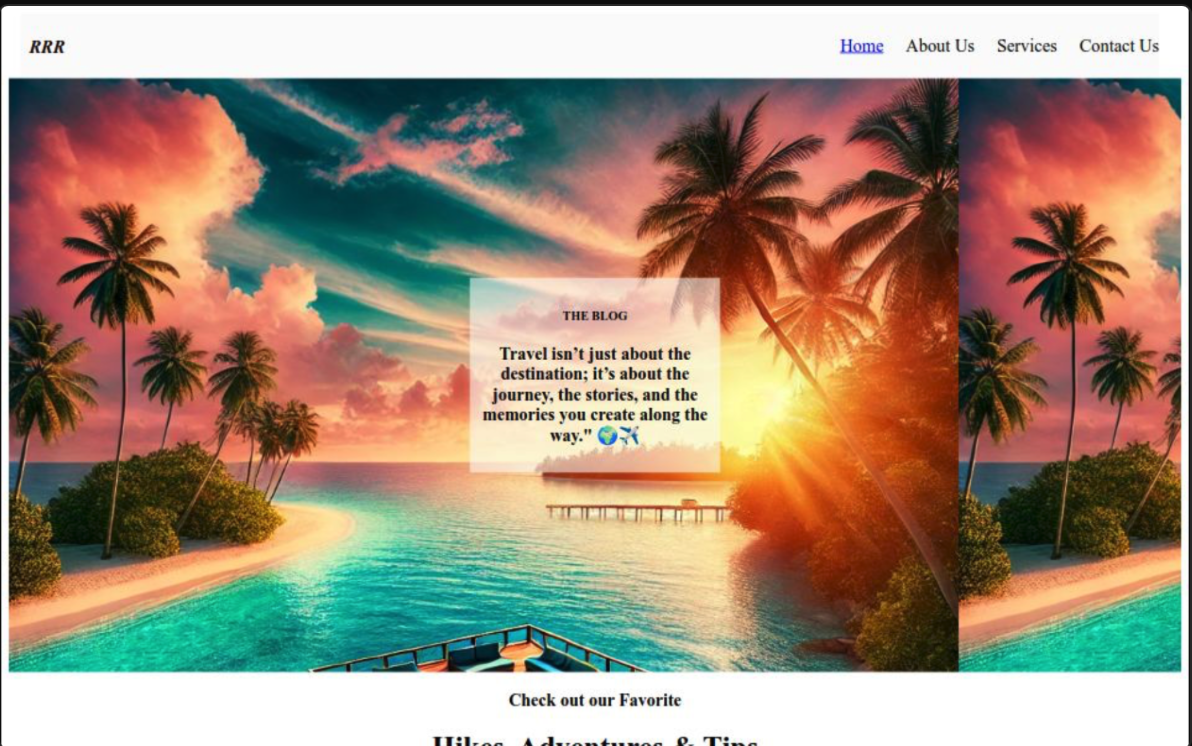 RRR
Home About Us Services Contact Us
THE BLOG
Travel isn’t just about the
destination; it’s about the
journey, the stories, and the
memories you create along the
way." 🌍✈️
Check out our Favorite
Hikes, Adventures & Tips